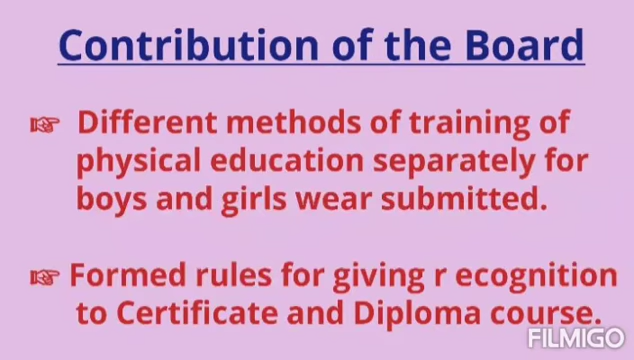 Contribution of the Board
☞ Different methods of training of
physical education separately for
boys and girls wear submitted.
☞ Formed rules for giving r ecognition
to Certificate and Diploma course.
FILMIGO